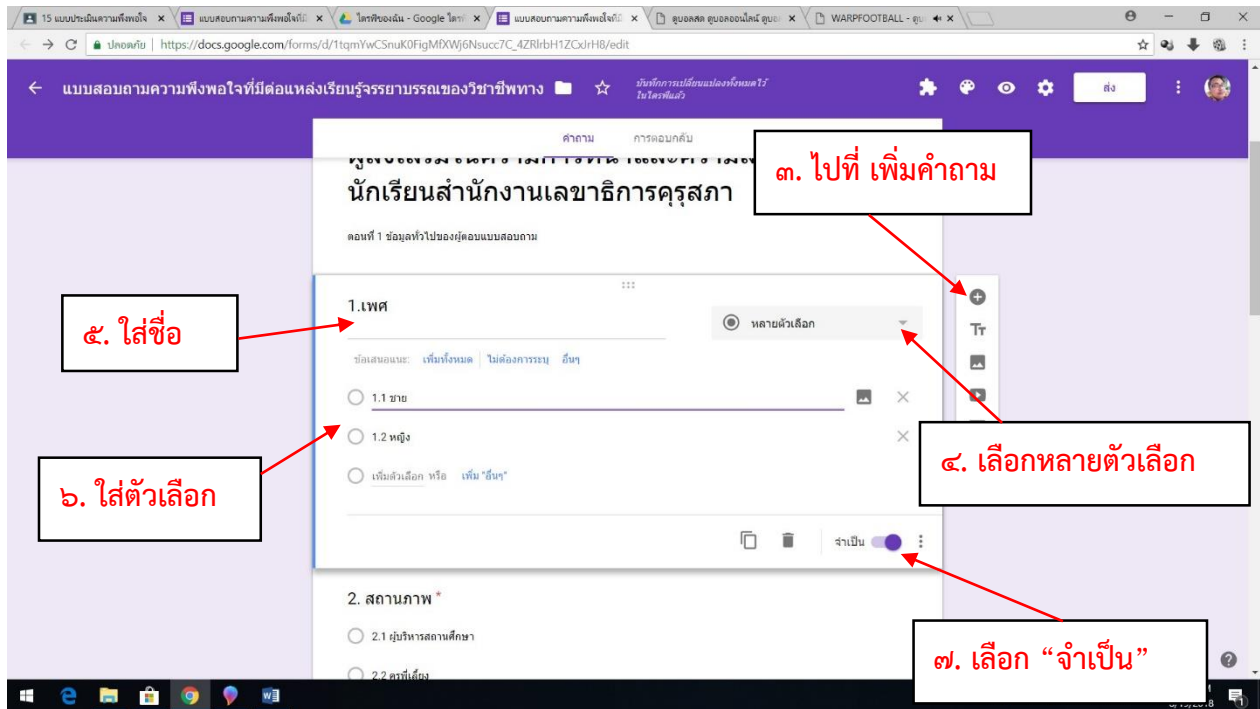 15 แบบประเมินความพึงพอใจ
แบบสอบถามความพึงพอใจที่มี
ไดรฟ์ของฉัน - Google ไดรฟ์
แบบสอบถามความพึงพอใจที่มี
ดูบอลสด ดูบอลออนไลน์ ดูบอ
WARPFOOTBALL - ดูบ
ปลอดภัย | https://docs.google.com/forms/d/1tqmYwCSnuK0FigMfXWj6Nsucc7C_4ZRlrbH1ZCxJrH8/edit
แบบสอบถามความพึงพอใจที่มีต่อแหล่งเรียนรู้จรรยาบรรณของวิชาชีพทาง
บันทึกการเปลี่ยนแปลงทั้งหมดไว้
ในไดรฟ์แล้ว
ส่ง
คำถาม การตอบกลับ
นักเรียนสำนักงานเลขาธิการคุรุสภา
ตอนที่ 1 ข้อมูลทั่วไปของผู้ตอบแบบสอบถาม
๓. ไปที่ เพิ่มคำถาม
1.เพศ
หลายตัวเลือก
๕. ใส่ชื่อ
ข้อเสนอแนะ: เพิ่มทั้งหมด | ไม่ต้องการระบุ อื่นๆ
1.1 ชาย
1.2 หญิง
เพิ่มตัวเลือก หรือ เพิ่ม "อื่นๆ"
๔. เลือกหลายตัวเลือก
๖. ใส่ตัวเลือก
จำเป็น
2. สถานภาพ *
2.1 ผู้บริหารสถานศึกษา
2.2 ครูพี่เลี้ยง
๗. เลือก “จำเป็น”